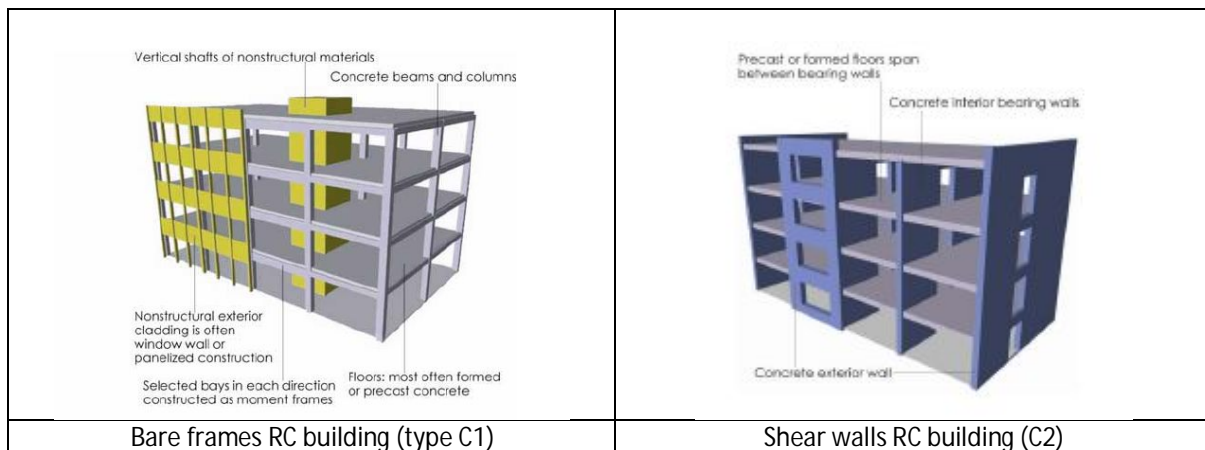 Vertical shafts of nonstructural materials
Concrete beams and columns
Nonstructural exterior
cladding is often
window wall or
panelized construction
Selected bays in each direction
constructed as moment frames
Floors: most often formed
or precast concrete
Bare frames RC building (type C1)
Precast or formed floors span
between bearing walls
Concrete interior bearing walls
Concrete exterior wall
Shear walls RC building (C2)